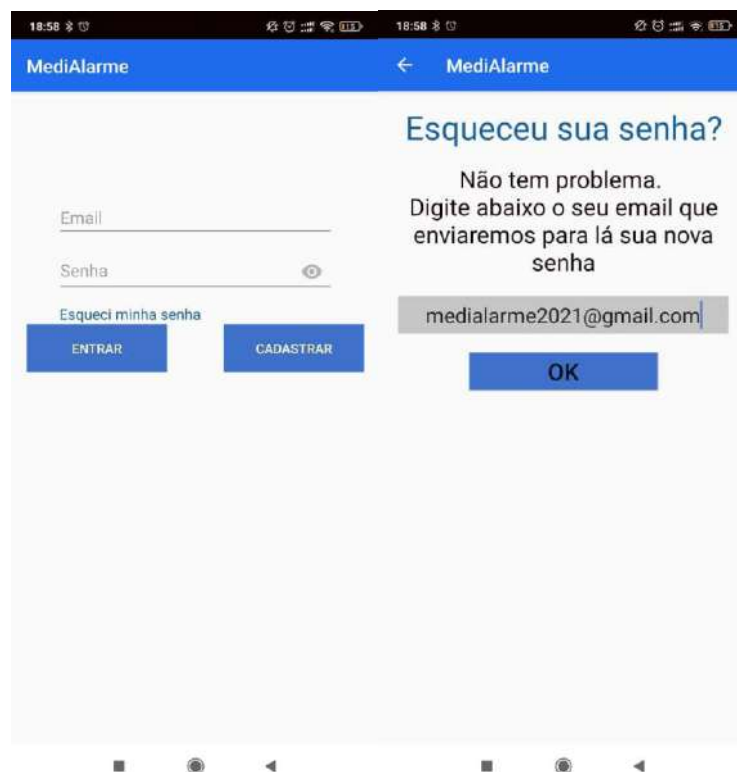 18:58
MediAlarme
Email
Senha
Esqueci minha senha
ENTRAR
CADASTRAR
18:58
MediAlarme
Esqueceu sua senha?
Não tem problema.
Digite abaixo o seu email que
enviaremos para lá sua nova
senha
medialarme2021@gmail.com
OK